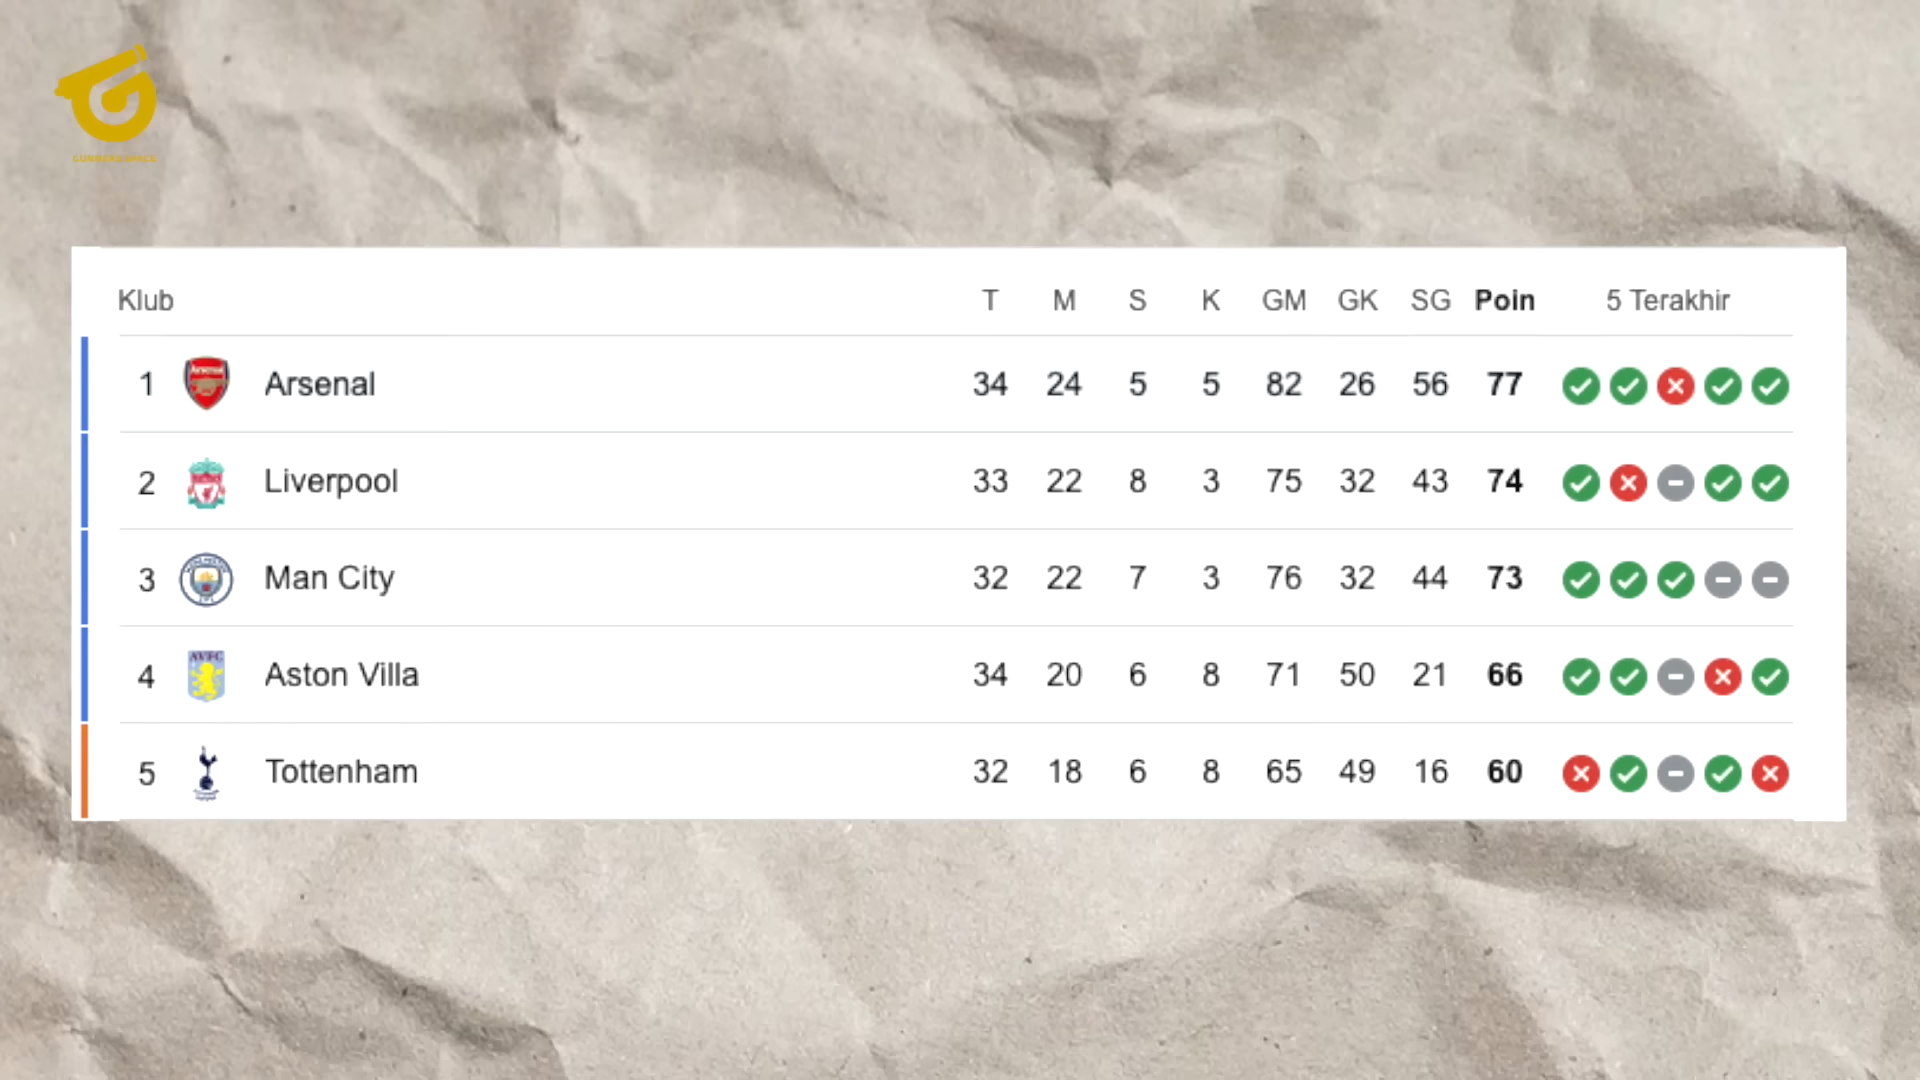 Klub T M S K GM GK SG Poin 5 Terakhir
1 Arsenal 34 24 5 5 82 26 56 77
2 Liverpool 33 22 8 3 75 32 43 74
3 Man City 32 22 7 3 76 32 44 73
4 AVFC Aston Villa 34 20 6 8 71 50 21 66
5 Tottenham 32 18 6 8 65 49 16 60